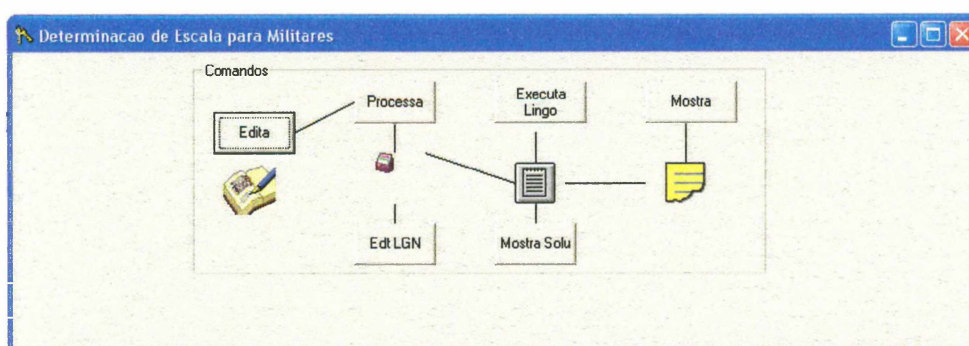 Determinacao de Escala para Militares
Comandos
Edita
Processa
Executa
Lingo
Mostra
Edt LGN
Mostra Solu